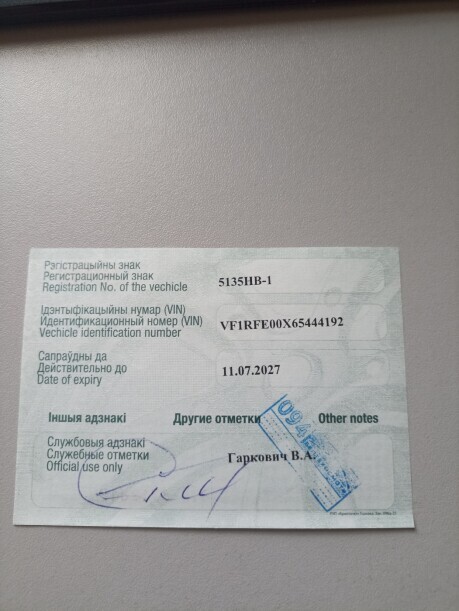 Рэгістрацыйны знак
Регистрационный знак
Registration No. of the vechicle
5135IIB-1
Ідэнтыфікацыйны нумар (VIN)
Идентификационный номер (VIN)
Vechicle identification number
VF1RFE00X65444192
Сапраўдны да
Действительно до
Date of expiry
11.07.2027
Іншыя адзнакі Другие отметки Other notes
Службовыя адзнакі
Служебные отметки
Official use only
Гаркович В.А.
094